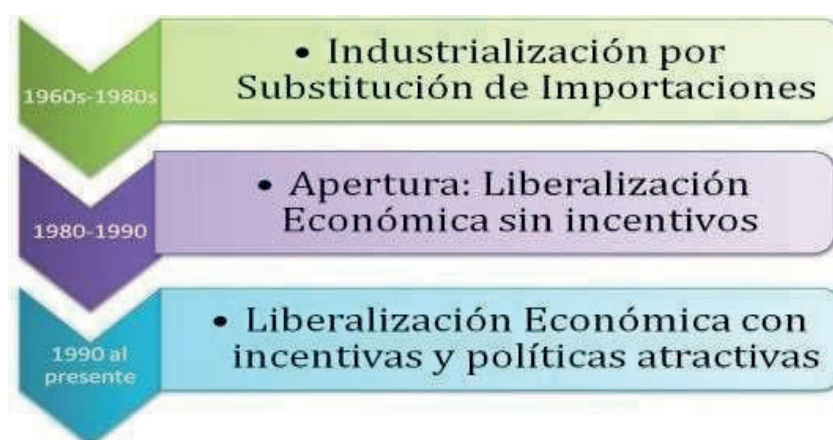 1960s-1980s
• Industrialización por
Substitución de Importaciones
1980-1990
• Apertura: Liberalización
Económica sin incentivos
1990 al
presente
• Liberalización Económica con
incentivas y políticas atractivas